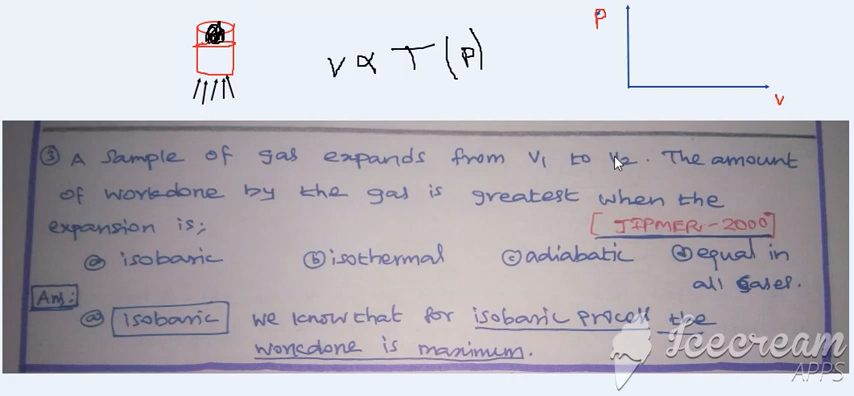 V ∝ T (P)
P
V
③ A sample of gas expands from V1 to V2. The amount
of workdone by the gas is greatest when the
expansion is;
[JIPMER-2000]
ⓐ isobaric ⓑ isothermal ⓒ adiabatic ⓓ equal in
all cases.
Ans:
ⓐ isobaric we know that for isobaric process the
workdone is maximum.
Icecream
APPS